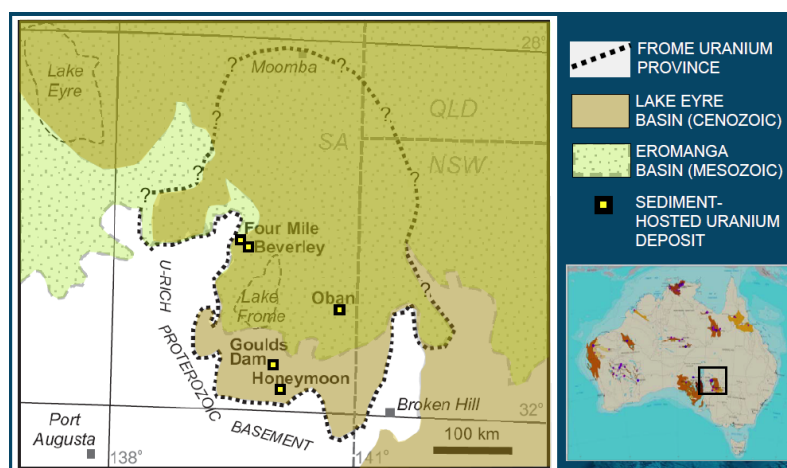 28°
Moomba
Lake
Eyre
?
?
?
?
?
?
?
?
QLD
SA
NSW
Four Mile
Beverley
U-RICH PROTEROZOIC BASEMENT
Lake
Frome
Oban
Goulds
Dam
Honeymoon
Broken Hill
32°
Port
Augusta
138°
141°
100 km
FROME URANIUM
PROVINCE
LAKE EYRE
BASIN (CENOZOIC)
EROMANGA
BASIN (MESOZOIC)
SEDIMENT-
HOSTED URANIUM
DEPOSIT